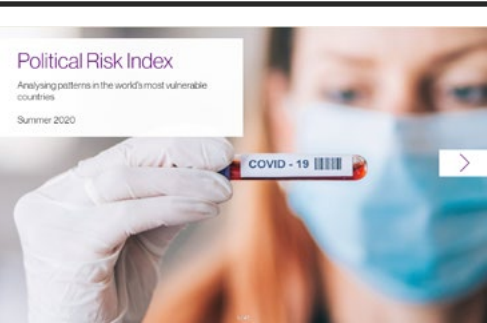 Political Risk Index
Analysing patterns in the world's most vulnerable
countries
Summer 2020
COVID - 19